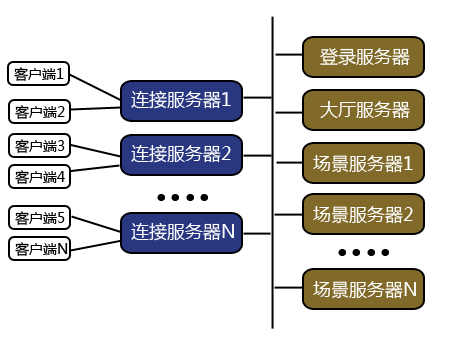 客户端1
客户端2
客户端3
客户端4
客户端5
客户端N
连接服务器1
连接服务器2
连接服务器N
登录服务器
大厅服务器
场景服务器1
场景服务器2
场景服务器N